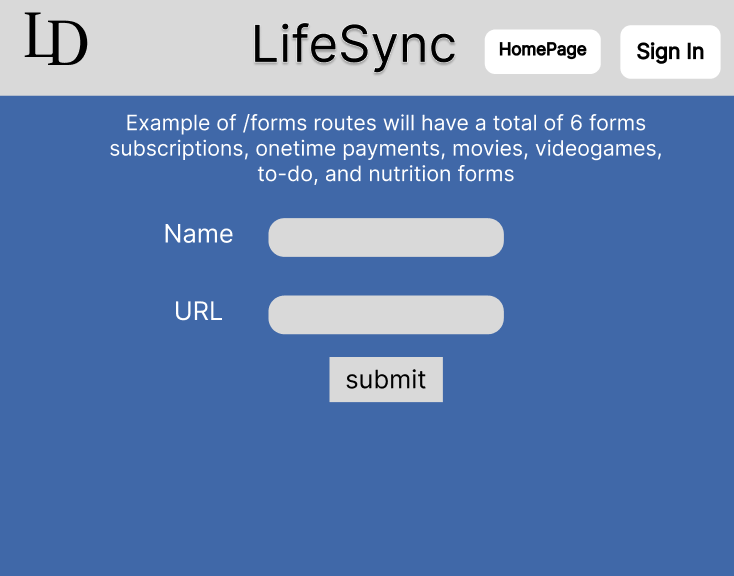 LD
LifeSync
HomePage
Sign In
Example of /forms routes will have a total of 6 forms
subscriptions, onetime payments, movies, videogames,
to-do, and nutrition forms
Name
URL
submit